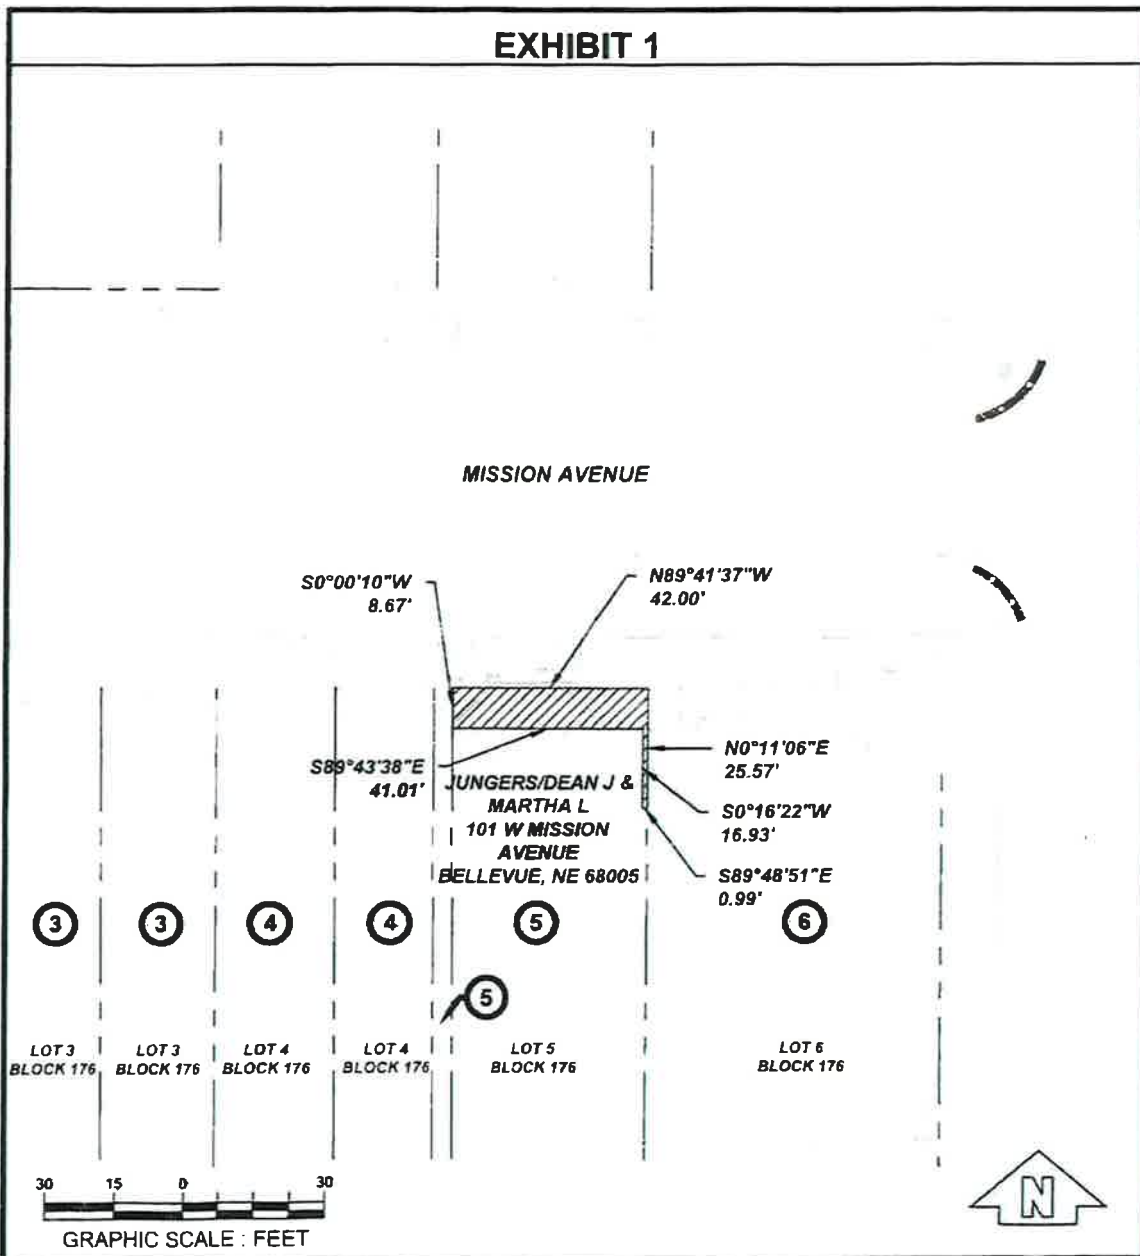 EXHIBIT 1
MISSION AVENUE
S0°00'10"W
8.67'
N89°41'37"W
42.00'
S89°43'38"E
41.01'
JUNGERS/DEAN J &
MARTHA L
101 W MISSION
AVENUE
BELLEVUE, NE 68005
N0°11'06"E
25.57'
S0°16'22"W
16.93'
S89°48'51"E
0.99'
3
3
4
4
5
6
5
LOT 3
BLOCK 176
LOT 3
BLOCK 176
LOT 4
BLOCK 176
LOT 4
BLOCK 176
LOT 5
BLOCK 176
LOT 6
BLOCK 176
30 15 0 30
GRAPHIC SCALE : FEET
N